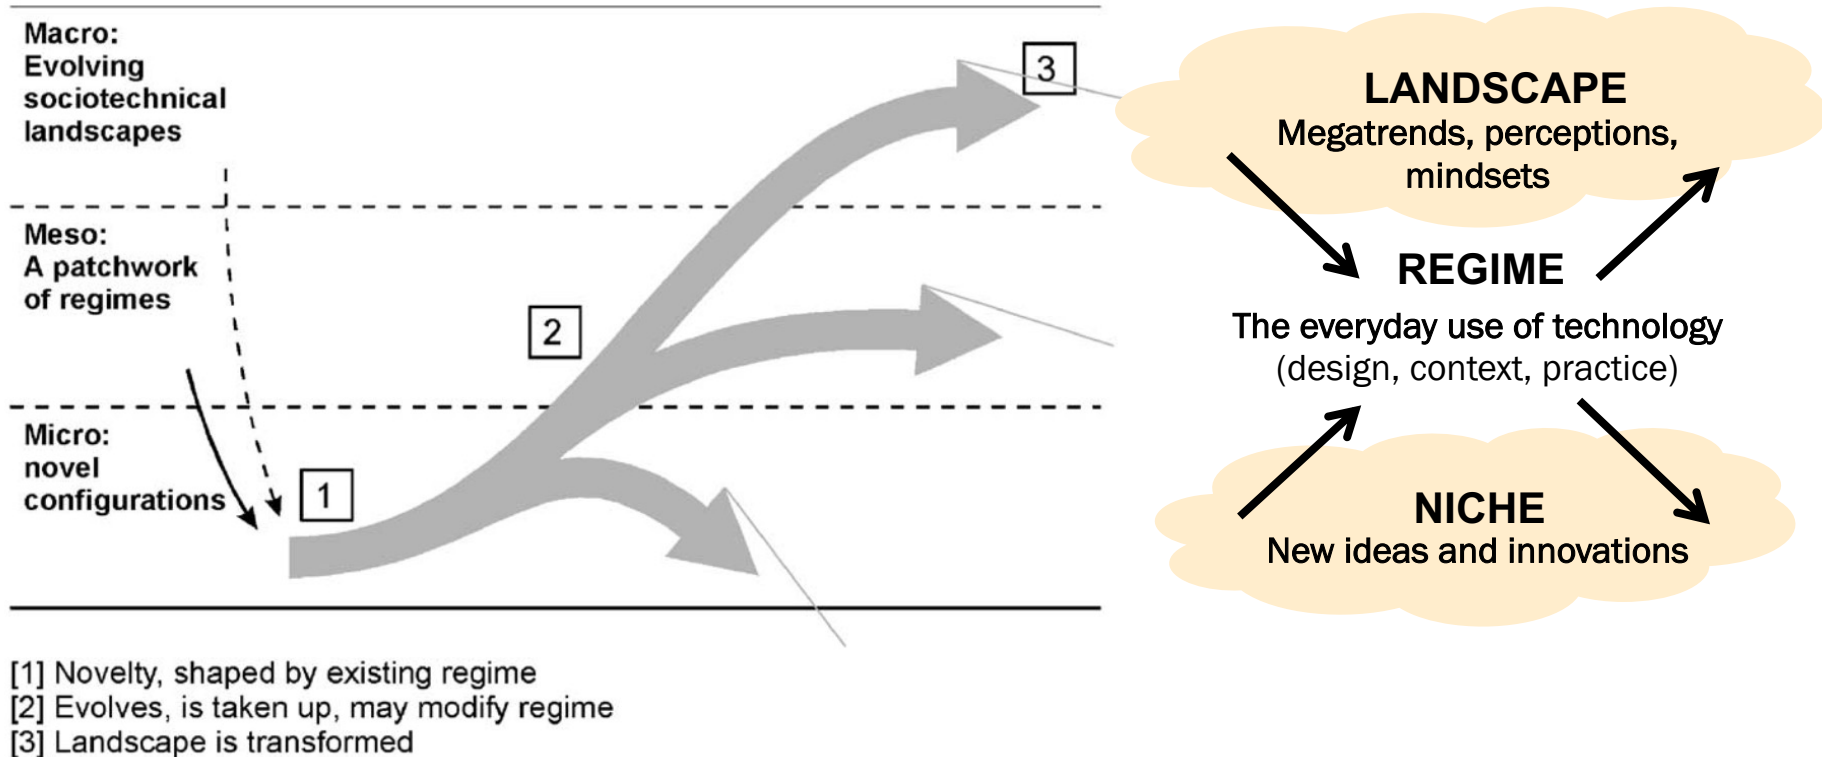 Macro:
Evolving
sociotechnical
landscapes
Meso:
A patchwork
of regimes
Micro:
novel
configurations
1
2
3
[1] Novelty, shaped by existing regime
[2] Evolves, is taken up, may modify regime
[3] Landscape is transformed
LANDSCAPE
Megatrends, perceptions,
mindsets
REGIME
The everyday use of technology
(design, context, practice)
NICHE
New ideas and innovations